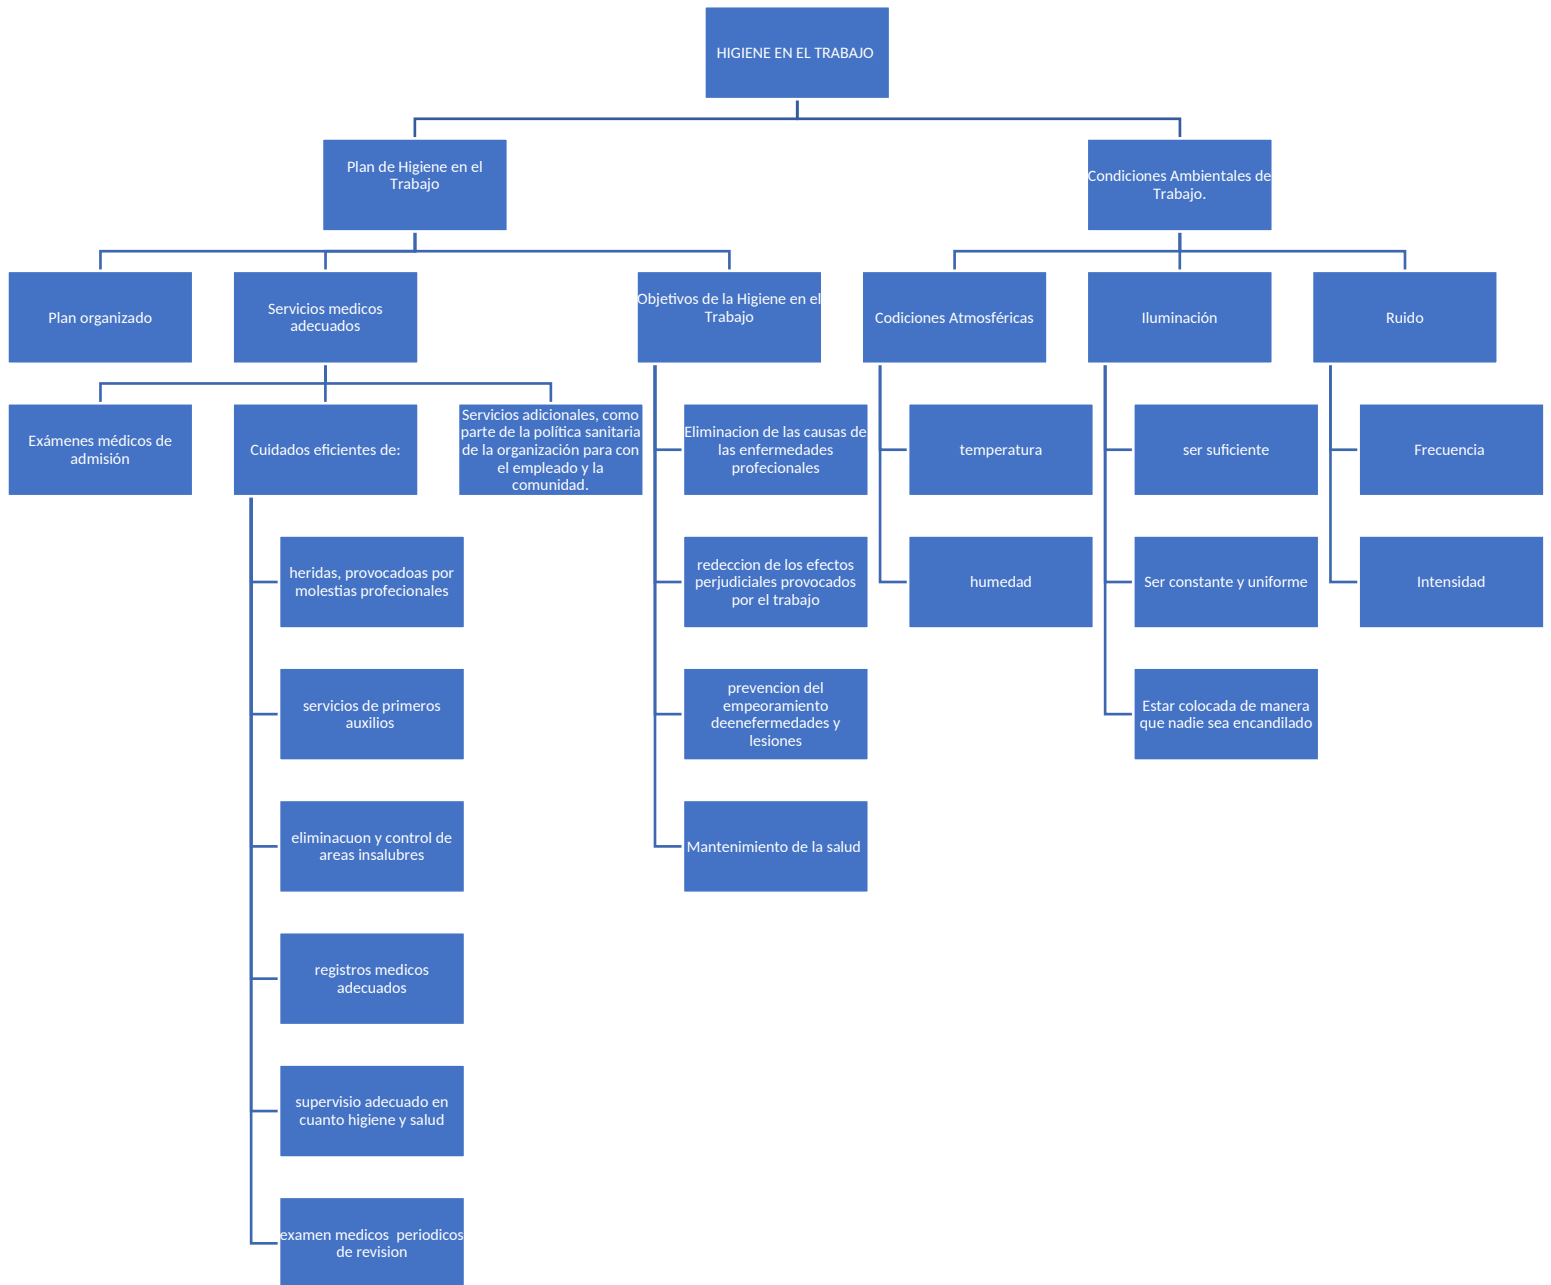 HIGIENE EN EL TRABAJO
Plan de Higiene en el
Trabajo
Condiciones Ambientales de
Trabajo.
Plan organizado
Servicios medicos
adecuados
Objetivos de la Higiene en el
Trabajo
Codiciones Atmosféricas
Iluminación
Ruido
Exámenes médicos de
admisión
Cuidados eficientes de:
Servicios adicionales, como
parte de la política sanitaria
de la organización para con
el empleado y la
comunidad.
Eliminacion de las causas de
las enfermedades
profecionales
temperatura
ser suficiente
Frecuencia
heridas, provocadoas por
molestias profecionales
redeccion de los efectos
perjudiciales provocados
por el trabajo
humedad
Ser constante y uniforme
Intensidad
servicios de primeros
auxilios
prevencion del
empeoramiento
deenefermedades y
lesiones
Estar colocada de manera
que nadie sea encandilado
eliminacuon y control de
areas insalubres
Mantenimiento de la salud
registros medicos
adecuados
supervisio adecuado en
cuanto higiene y salud
examen medicos  periodicos
de revision